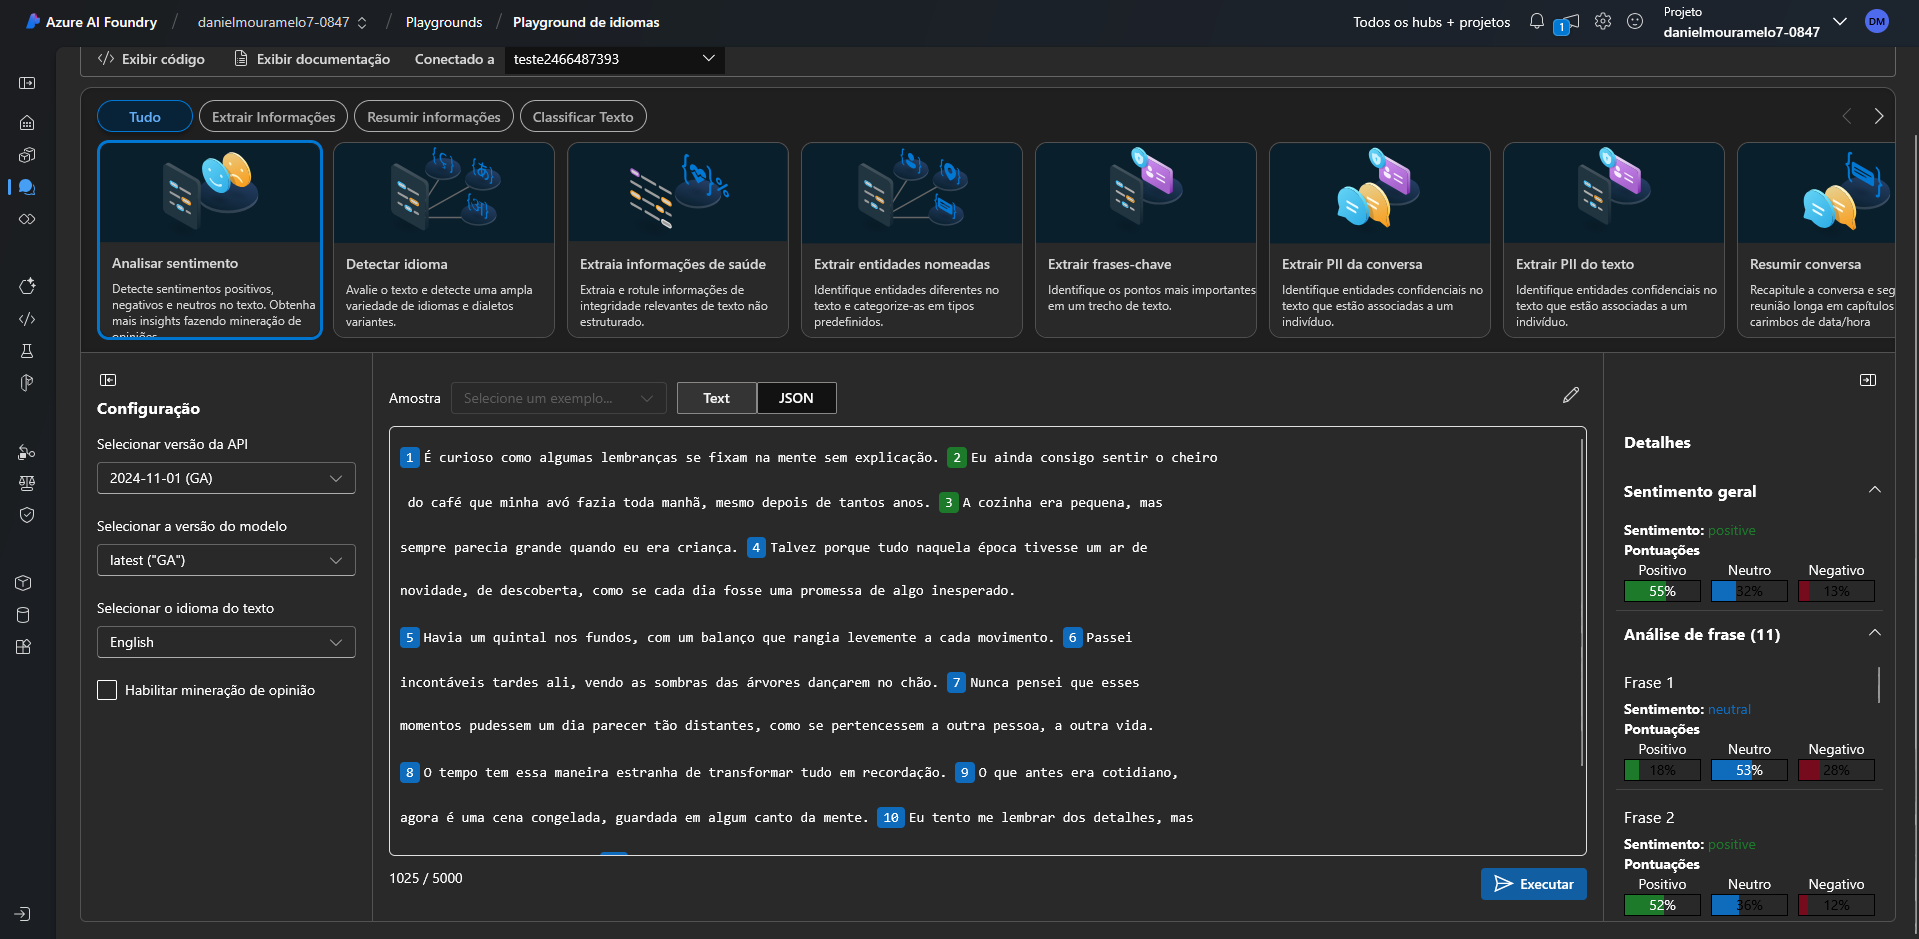 Azure AI Foundry / danielmouramelo7-0847 / Playgrounds / Playground de idiomas
Todos os hubs + projetos
1
Projeto
danielmouramelo7-0847
DM
Exibir código
Exibir documentação
Conectado a
teste2466487393
Tudo
Extrair Informações
Resumir informações
Classificar Texto
Analisar sentimento
Detecte sentimentos positivos,
negativos e neutros no texto. Obtenha
mais insights fazendo mineração de
opiniões.
Detectar idioma
Avalie o texto e detecte uma ampla
variedade de idiomas e dialetos
variantes.
Extraia informações de saúde
Extraia e rotule informações de
integridade relevantes de texto não
estruturado.
Extrair entidades nomeadas
Identifique entidades diferentes no
texto e categorize-as em tipos
predefinidos.
Extrair frases-chave
Identifique os pontos mais importantes
em um trecho de texto.
Extrair PII da conversa
Identifique entidades confidenciais no
texto que estão associadas a um
indivíduo.
Extrair PII do texto
Identifique entidades confidenciais no
texto que estão associadas a um
indivíduo.
Resumir conversa
Recapitule a conversa e seg
reunião longa em capítulos
carimbos de data/hora
Configuração
Selecionar versão da API
2024-11-01 (GA)
Selecionar a versão do modelo
latest ("GA")
Selecionar o idioma do texto
English
Habilitar mineração de opinião
Amostra
Selecione um exemplo...
Text
JSON
1 É curioso como algumas lembranças se fixam na mente sem explicação. 2 Eu ainda consigo sentir o cheiro
do café que minha avó fazia toda manhã, mesmo depois de tantos anos. 3 A cozinha era pequena, mas
sempre parecia grande quando eu era criança. 4 Talvez porque tudo naquela época tivesse um ar de
novidade, de descoberta, como se cada dia fosse uma promessa de algo inesperado.
5 Havia um quintal nos fundos, com um balanço que rangia levemente a cada movimento. 6 Passei
incontáveis tardes ali, vendo as sombras das árvores dançarem no chão. 7 Nunca pensei que esses
momentos pudessem um dia parecer tão distantes, como se pertencessem a outra pessoa, a outra vida.
8 O tempo tem essa maneira estranha de transformar tudo em recordação. 9 O que antes era cotidiano,
agora é uma cena congelada, guardada em algum canto da mente. 10 Eu tento me lembrar dos detalhes, mas
1025 / 5000
Executar
Detalhes
Sentimento geral
Sentimento: positive
Pontuações
Positivo Neutro Negativo
55% 32% 13%
Análise de frase (11)
Frase 1
Sentimento: neutral
Pontuações
Positivo Neutro Negativo
18% 53% 28%
Frase 2
Sentimento: positive
Pontuações
Positivo Neutro Negativo
52% 36% 12%